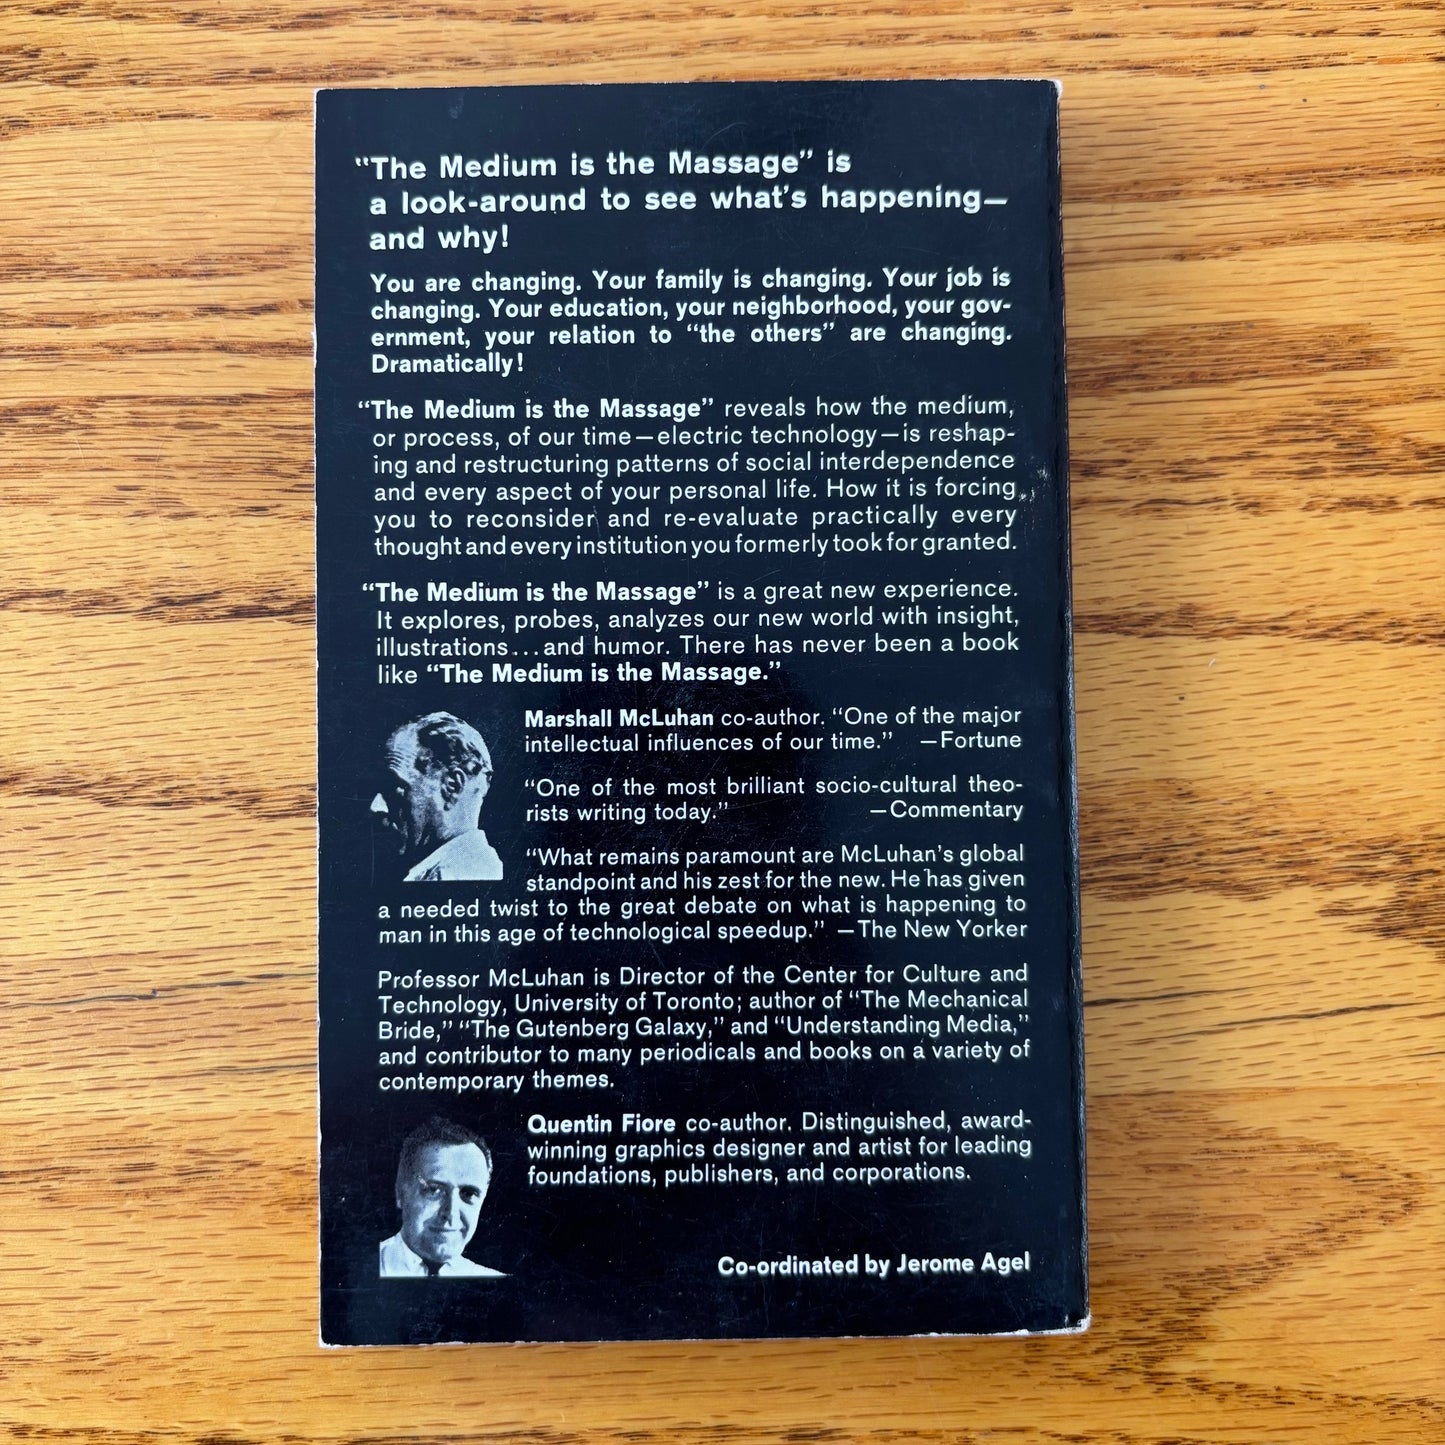 "The Medium is the Massage" is
a look-around to see what's happening—
and why!
You are changing. Your family is changing. Your job is
changing. Your education, your neighborhood, your gov-
ernment, your relation to "the others" are changing.
Dramatically!
"The Medium is the Massage" reveals how the medium,
or process, of our time—electric technology—is reshap-
ing and restructuring patterns of social interdependence
and every aspect of your personal life. How it is forcing
you to reconsider and re-evaluate practically every
thought and every institution you formerly took for granted.
"The Medium is the Massage" is a great new experience.
It explores, probes, analyzes our new world with insight,
illustrations...and humor. There has never been a book
like "The Medium is the Massage."
Marshall McLuhan co-author. "One of the major
intellectual influences of our time." —Fortune
"One of the most brilliant socio-cultural theo-
rists writing today." —Commentary
"What remains paramount are McLuhan's global
standpoint and his zest for the new. He has given
a needed twist to the great debate on what is happening to
man in this age of technological speedup." —The New Yorker
Professor McLuhan is Director of the Center for Culture and
Technology, University of Toronto; author of "The Mechanical
Bride," "The Gutenberg Galaxy," and "Understanding Media,"
and contributor to many periodicals and books on a variety of
contemporary themes.
Quentin Fiore co-author. Distinguished, award-
winning graphics designer and artist for leading
foundations, publishers, and corporations.
Co-ordinated by Jerome Agel